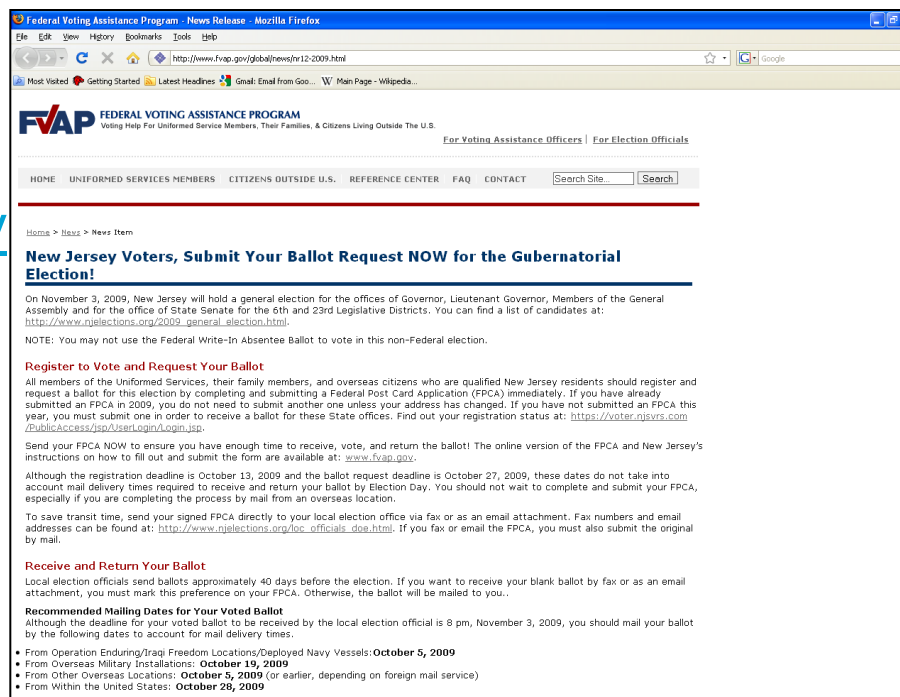 Federal Voting Assistance Program - News Release - Mozilla Firefox
File Edit View History Bookmarks Tools Help
http://www.fvap.gov/global/news/nr12-2009.html
Google
Most Visited Getting Started Latest Headlines Gmail: Email from Goo... Main Page - Wikipedia...
FVAP FEDERAL VOTING ASSISTANCE PROGRAM
Voting Help For Uniformed Service Members, Their Families, & Citizens Living Outside The U.S.
For Voting Assistance Officers | For Election Officials
HOME UNIFORMED SERVICES MEMBERS CITIZENS OUTSIDE U.S. REFERENCE CENTER FAQ CONTACT Search Site... Search
Home > News > News Item
New Jersey Voters, Submit Your Ballot Request NOW for the Gubernatorial
Election!
On November 3, 2009, New Jersey will hold a general election for the offices of Governor, Lieutenant Governor, Members of the General
Assembly and for the office of State Senate for the 6th and 23rd Legislative Districts. You can find a list of candidates at:
http://www.njelections.org/2009_general_election.html.
NOTE: You may not use the Federal Write-In Absentee Ballot to vote in this non-Federal election.
Register to Vote and Request Your Ballot
All members of the Uniformed Services, their family members, and overseas citizens who are qualified New Jersey residents should register and
request a ballot for this election by completing and submitting a Federal Post Card Application (FPCA) immediately. If you have already
submitted an FPCA in 2009, you do not need to submit another one unless your address has changed. If you have not submitted an FPCA this
year, you must submit one in order to receive a ballot for these State offices. Find out your registration status at: https://voter.njsvrs.com
/PublicAccess/jsp/UserLogin/Login.jsp.
Send your FPCA NOW to ensure you have enough time to receive, vote, and return the ballot! The online version of the FPCA and New Jersey's
instructions on how to fill out and submit the form are available at: www.fvap.gov.
Although the registration deadline is October 13, 2009 and the ballot request deadline is October 27, 2009, these dates do not take into
account mail delivery times required to receive and return your ballot by Election Day. You should not wait to complete and submit your FPCA,
especially if you are completing the process by mail from an overseas location.
To save transit time, send your signed FPCA directly to your local election office via fax or as an email attachment. Fax numbers and email
addresses can be found at: http://www.njelections.org/loc_officials_doe.html. If you fax or email the FPCA, you must also submit the original
by mail.
Receive and Return Your Ballot
Local election officials send ballots approximately 40 days before the election. If you want to receive your blank ballot by fax or as an email
attachment, you must mark this preference on your FPCA. Otherwise, the ballot will be mailed to you..
Recommended Mailing Dates for Your Voted Ballot
Although the deadline for your voted ballot to be received by the local election official is 8 pm, November 3, 2009, you should mail your ballot
by the following dates to account for mail delivery times.
• From Operation Enduring/Iraqi Freedom Locations/Deployed Navy Vessels:October 5, 2009
• From Overseas Military Installations: October 19, 2009
• From Other Overseas Locations: October 5, 2009 (or earlier, depending on foreign mail service)
• From Within the United States: October 28, 2009